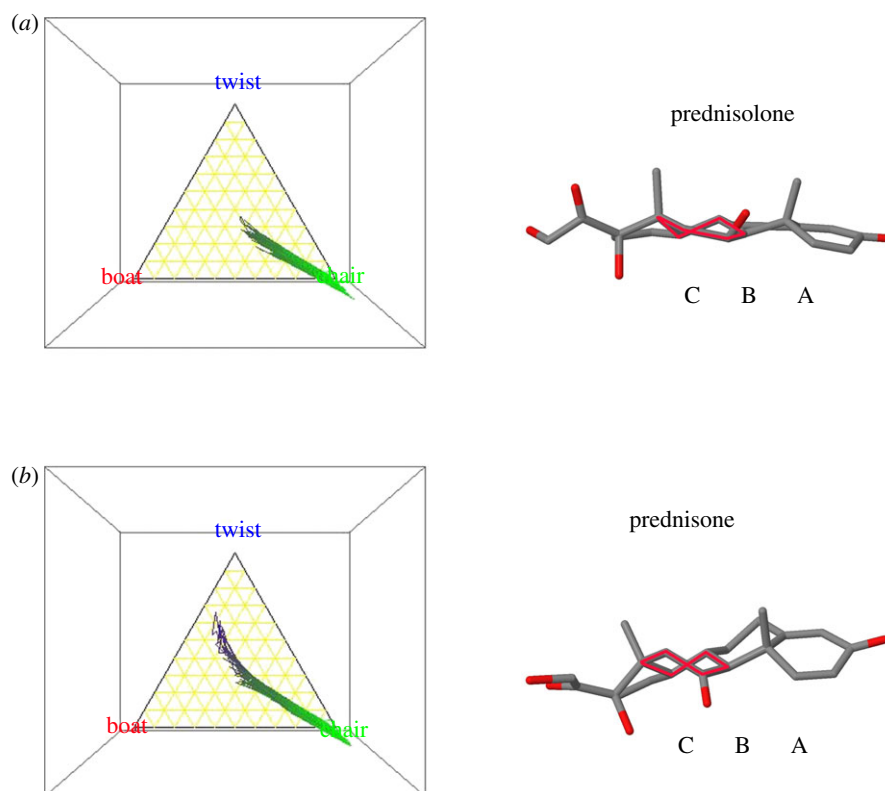 (a)
twist
boat
chair
prednisolone
C B A
(b)
twist
boat
chair
prednisone
C B A